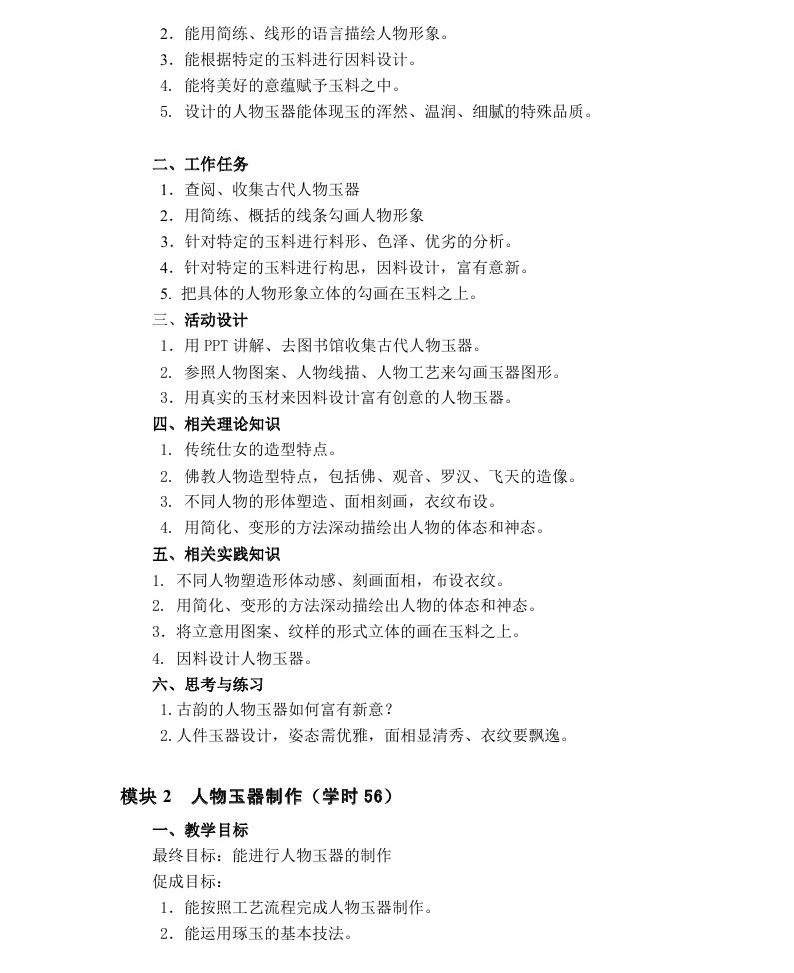 2．能用简练、线形的语言描绘人物形象。
3．能根据特定的玉料进行因料设计。
4. 能将美好的意蕴赋予玉料之中。
5. 设计的人物玉器能体现玉的浑然、温润、细腻的特殊品质。
二、工作任务
1．查阅、收集古代人物玉器
2．用简练、概括的线条勾画人物形象
3．针对特定的玉料进行料形、色泽、优劣的分析。
4．针对特定的玉料进行构思，因料设计，富有意新。
5. 把具体的人物形象立体的勾画在玉料之上。
三、活动设计
1．用 PPT 讲解、去图书馆收集古代人物玉器。
2. 参照人物图案、人物线描、人物工艺来勾画玉器图形。
3．用真实的玉材来因料设计富有创意的人物玉器。
四、相关理论知识
1. 传统仕女的造型特点。
2. 佛教人物造型特点，包括佛、观音、罗汉、飞天的造像。
3. 不同人物的形体塑造、面相刻画，衣纹布设。
4. 用简化、变形的方法深动描绘出人物的体态和神态。
五、相关实践知识
1. 不同人物塑造形体动感、刻画面相，布设衣纹。
2. 用简化、变形的方法深动描绘出人物的体态和神态。
3．将立意用图案、纹样的形式立体的画在玉料之上。
4. 因料设计人物玉器。
六、思考与练习
1.古韵的人物玉器如何富有新意？
2.人件玉器设计，姿态需优雅，面相显清秀、衣纹要飘逸。
模块 2 人物玉器制作（学时 56）
一、教学目标
最终目标：能进行人物玉器的制作
促成目标：
1．能按照工艺流程完成人物玉器制作。
2．能运用琢玉的基本技法。